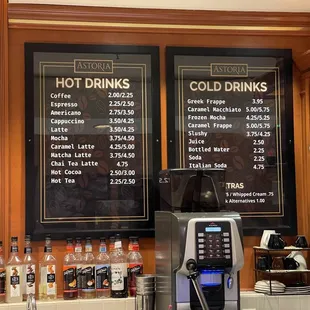 ASTORIA
HOT DRINKS
Coffee 2.00/2.25
Espresso 2.25/2.50
Americano 2.75/3.50
Cappuccino 3.50/4.25
Latte 3.50/4.25
Mocha 3.75/4.50
Caramel Latte 4.25/5.00
Matcha Latte 3.75/4.50
Chai Tea Latte 4.75
Hot Cocoa 2.50/3.00
Hot Tea 2.25/2.50
ASTORIA
COLD DRINKS
Greek Frappe 3.95
Caramel Macchiato 5.00/5.75
Frozen Mocha 4.25/5.25
Caramel Frappe 5.00/5.75
Slushy 3.75/4.25
Juice 2.50
Bottled Water 2.25
Soda 2.25
Italian Soda 4.75
TRAS
/ Whipped Cream .75
k Alternatives 1.00